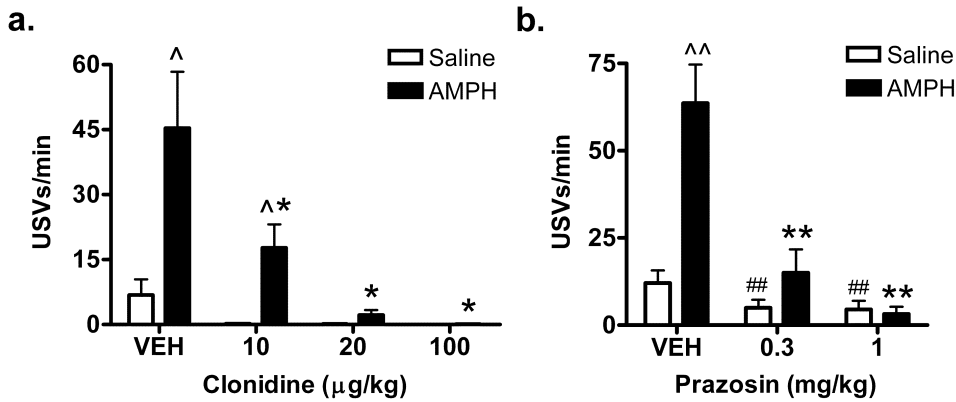 a.
^
Saline
AMPH
60
45
30
15
0
USVs/min
^*
*
*
VEH 10 20 100
Clonidine (μg/kg)
b.
^^
Saline
AMPH
75
50
25
0
USVs/min
##
**
##
**
VEH 0.3 1
Prazosin (mg/kg)